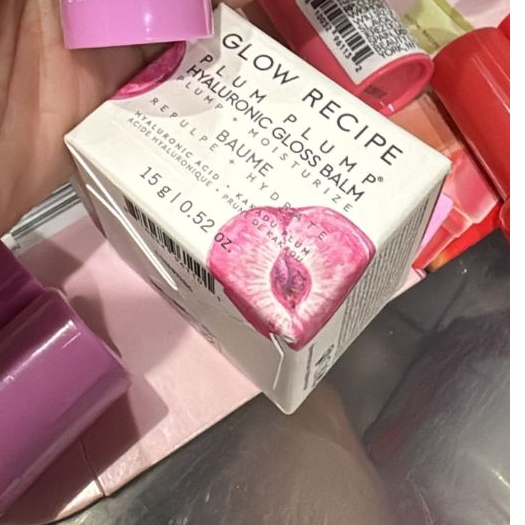 GLOW RECIPE
PLUM PLUMP®
HYALURONIC GLOSS BALM
PLUMP + MOISTURIZE
BAUME
REPULPE + HYDRATE
HYALURONIC ACID • KAKADU PLUM
ACIDE HYALURONIQUE • PRUNE DE KAKADU
15 g | 0.52 oz.